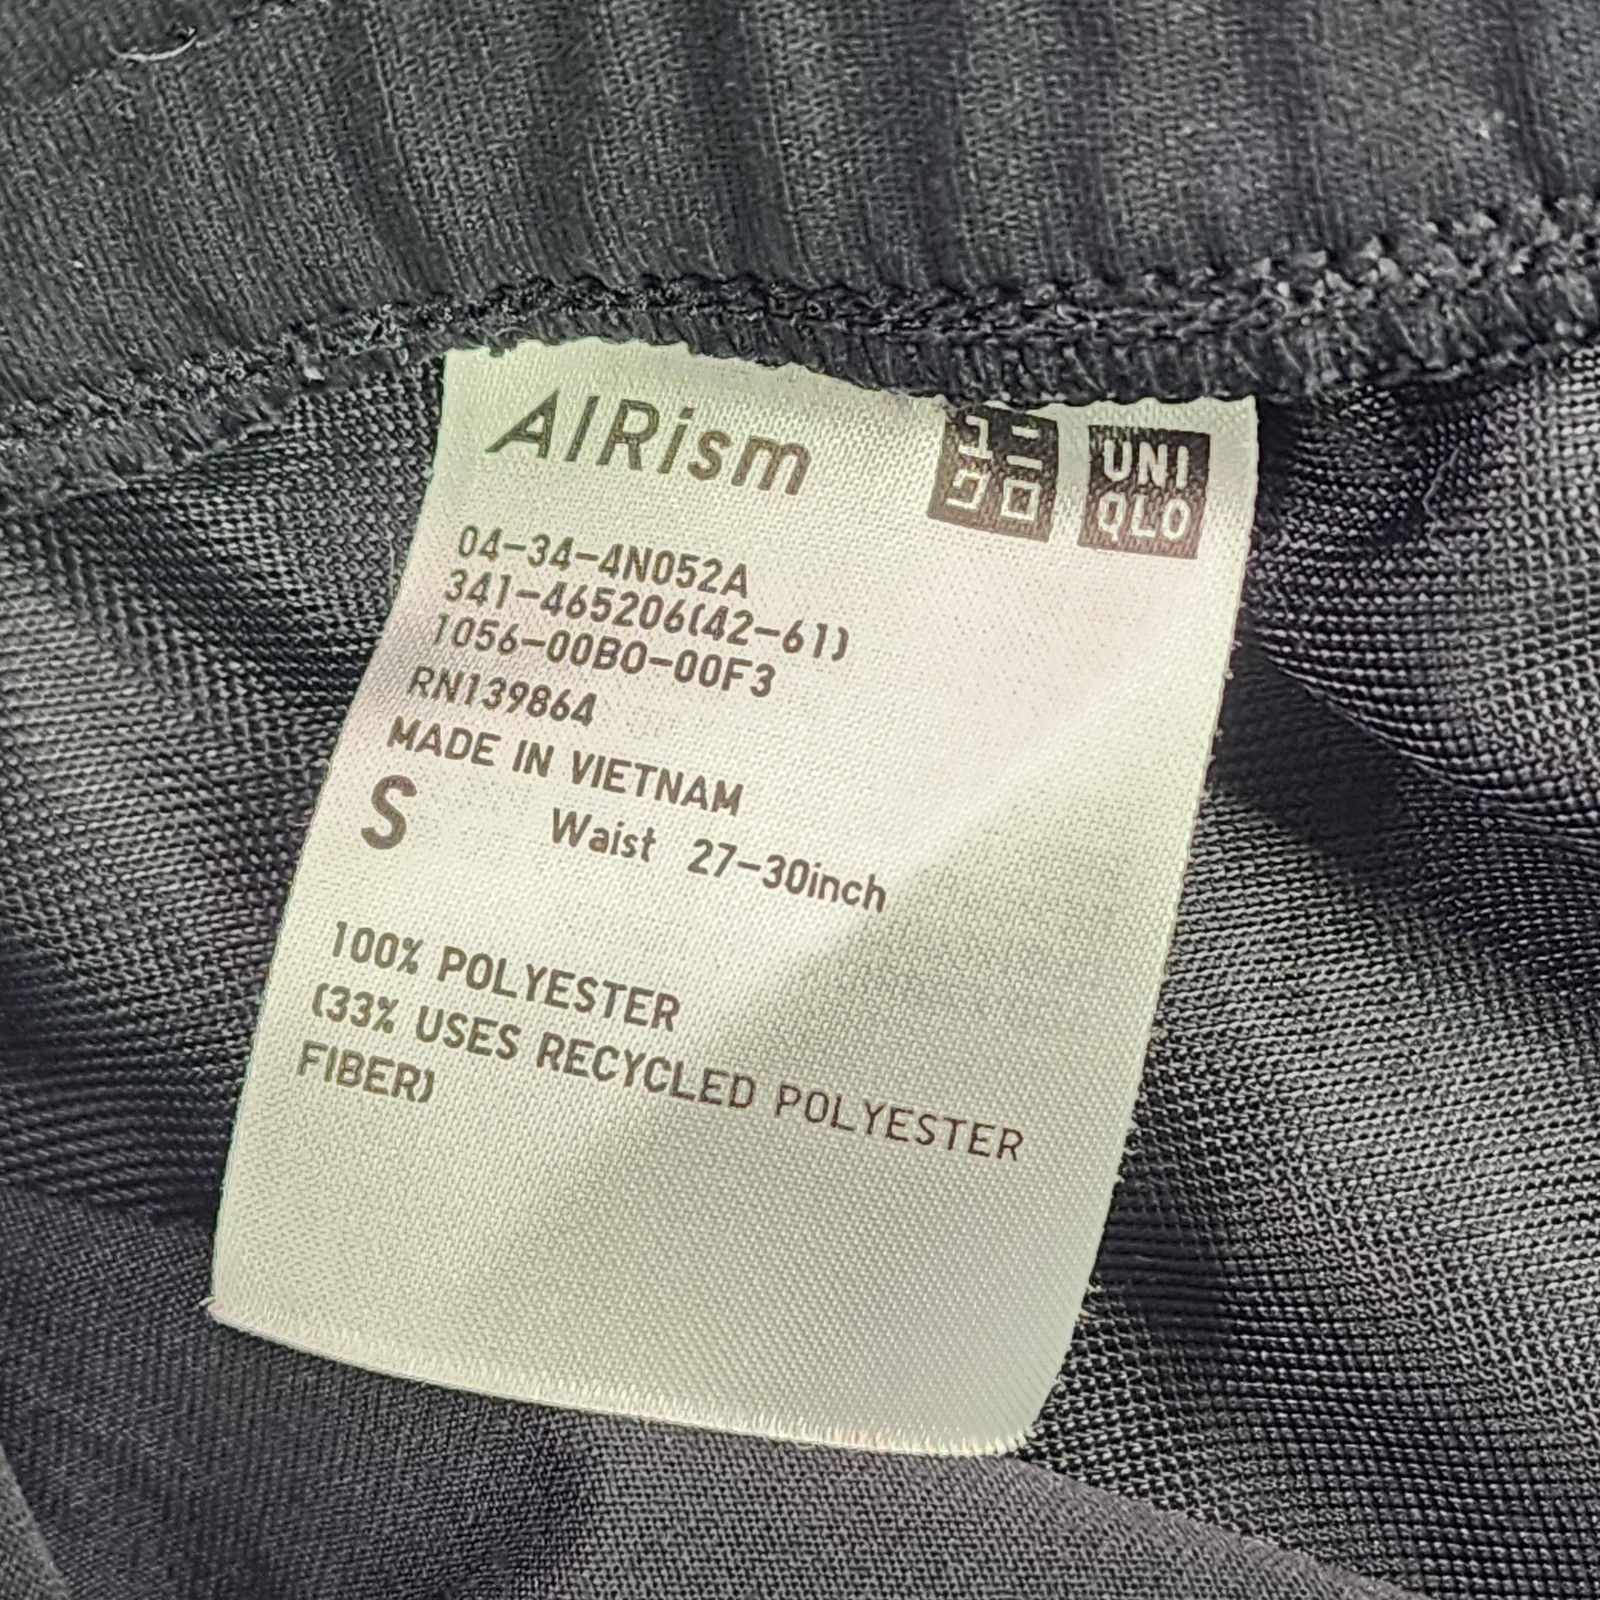 AIRism
ユニ
クロ
UNI
QLO
04-34-4N052A
341-465206(42-61)
1056-00B0-00F3
RN139864
MADE IN VIETNAM
S Waist 27-30inch
100% POLYESTER
(33% USES RECYCLED POLYESTER
FIBER)